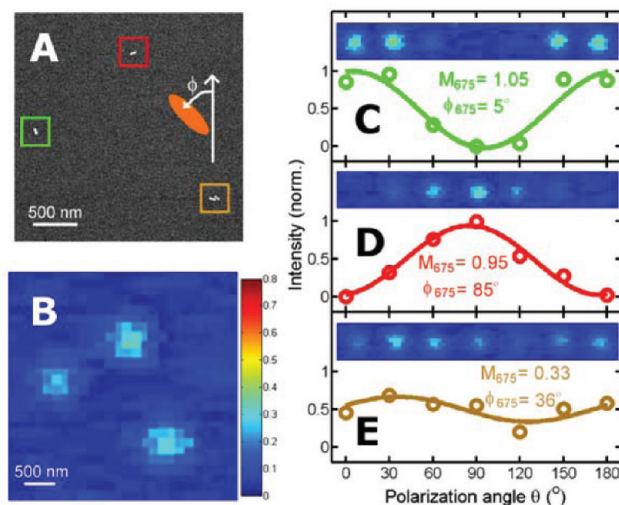 A
ϕ
500 nm
B
0.8
0.7
0.6
0.5
0.4
0.3
0.2
0.1
0
500 nm
Intensity (norm.)
1
0.5
0
M675 = 1.05
ϕ675 = 5°
C
1
0.5
0
D
M675 = 0.95
ϕ675 = 85°
1
0.5
0
M675 = 0.33
ϕ675 = 36°
E
0 30 60 90 120 150 180
Polarization angle θ (°)